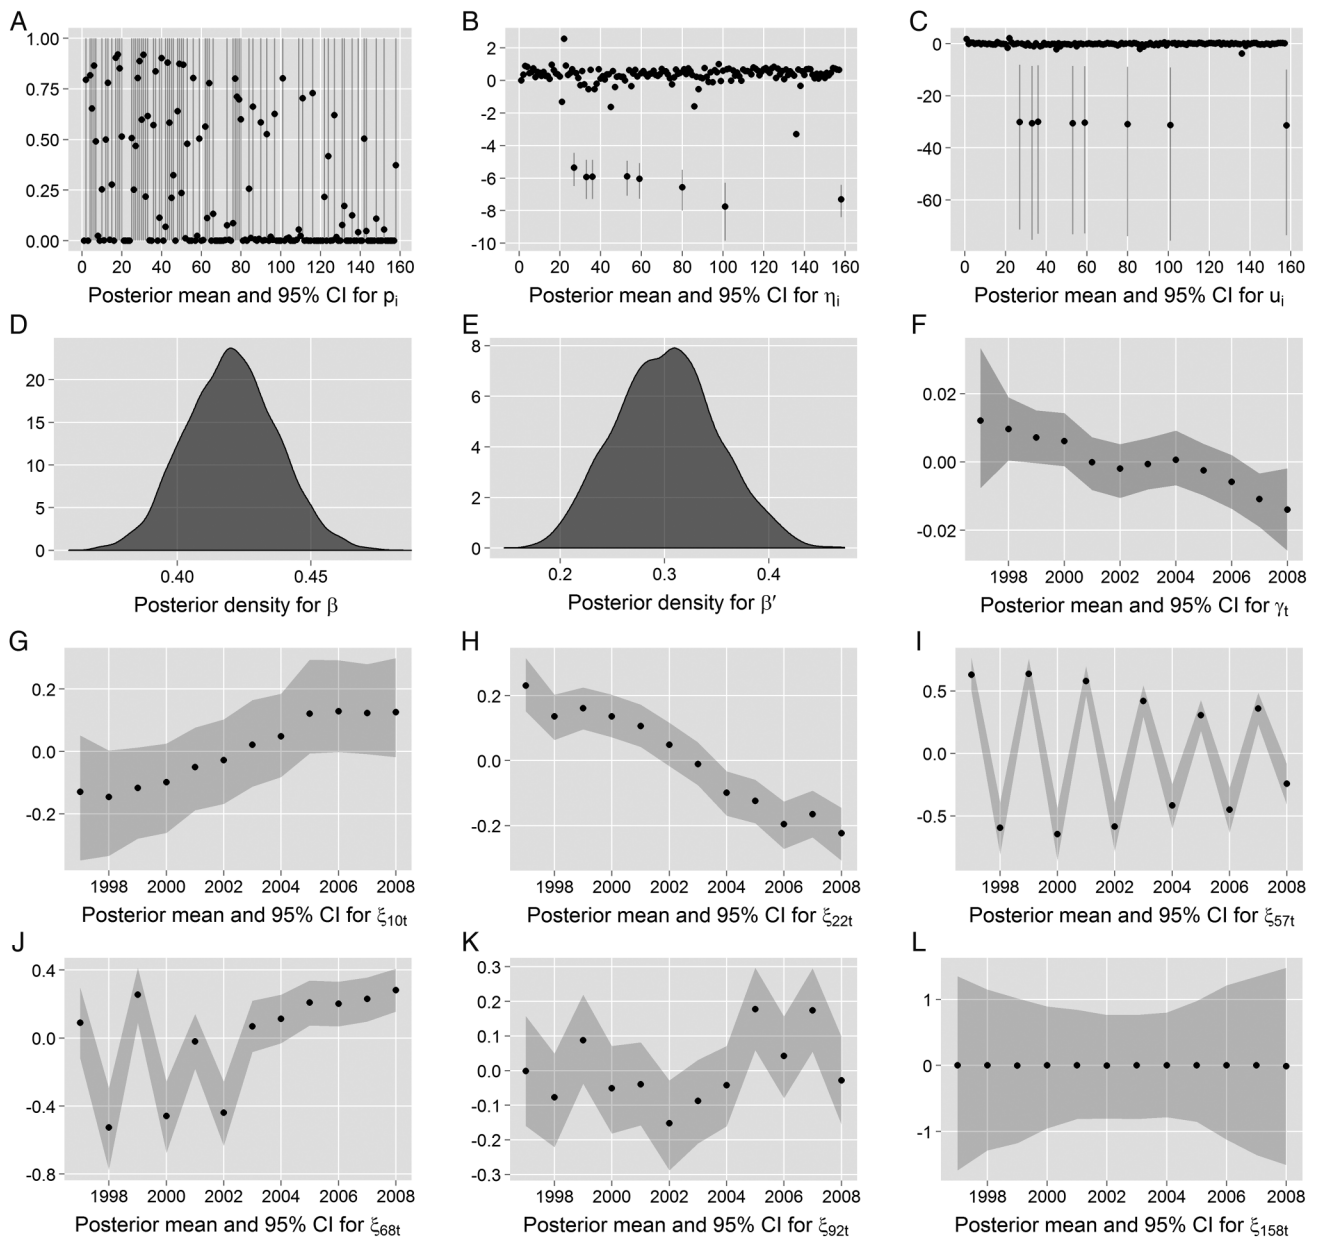 A
1.00
0.75
0.50
0.25
0.00
0 20 40 60 80 100 120 140 160
Posterior mean and 95% CI for pᵢ
B
2
0
-2
-4
-6
-8
-10
0 20 40 60 80 100 120 140 160
Posterior mean and 95% CI for ηᵢ
C
0
-20
-40
-60
0 20 40 60 80 100 120 140 160
Posterior mean and 95% CI for uᵢ
D
20
15
10
5
0
0.40 0.45
Posterior density for β
E
8
6
4
2
0
0.2 0.3 0.4
Posterior density for β′
F
0.02
0.00
-0.02
1998 2000 2002 2004 2006 2008
Posterior mean and 95% CI for γₜ
G
0.2
0.0
-0.2
1998 2000 2002 2004 2006 2008
Posterior mean and 95% CI for ξ₁₀ₜ
H
0.2
0.0
-0.2
1998 2000 2002 2004 2006 2008
Posterior mean and 95% CI for ξ₂₂ₜ
I
0.5
0.0
-0.5
1998 2000 2002 2004 2006 2008
Posterior mean and 95% CI for ξ₅₇ₜ
J
0.4
0.0
-0.4
-0.8
1998 2000 2002 2004 2006 2008
Posterior mean and 95% CI for ξ₆₈ₜ
K
0.3
0.2
0.1
0.0
-0.1
-0.2
-0.3
1998 2000 2002 2004 2006 2008
Posterior mean and 95% CI for ξ₉₂ₜ
L
1
0
-1
1998 2000 2002 2004 2006 2008
Posterior mean and 95% CI for ξ₁₅₈ₜ